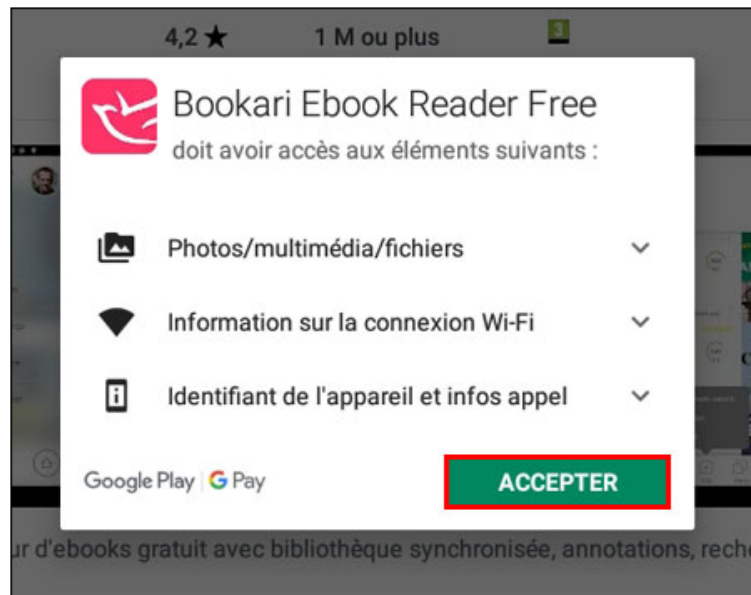 4,2 ★ 1 M ou plus 3
Bookari Ebook Reader Free
doit avoir accès aux éléments suivants :
Photos/multimédia/fichiers
Information sur la connexion Wi-Fi
Identifiant de l'appareil et infos appel
Google Play | G Pay
ACCEPTER
ur d'ebooks gratuit avec bibliothèque synchronisée, annotations, reche